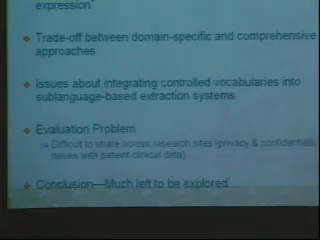 expression"
Trade-off between domain-specific and comprehensive
approaches
Issues about integrating controlled vocabularies into
sublanguage-based extraction systems
Evaluation Problem
Difficult to share across research sites (privacy & confidentiality
issues with patient clinical data)
Conclusion—Much left to be explored...